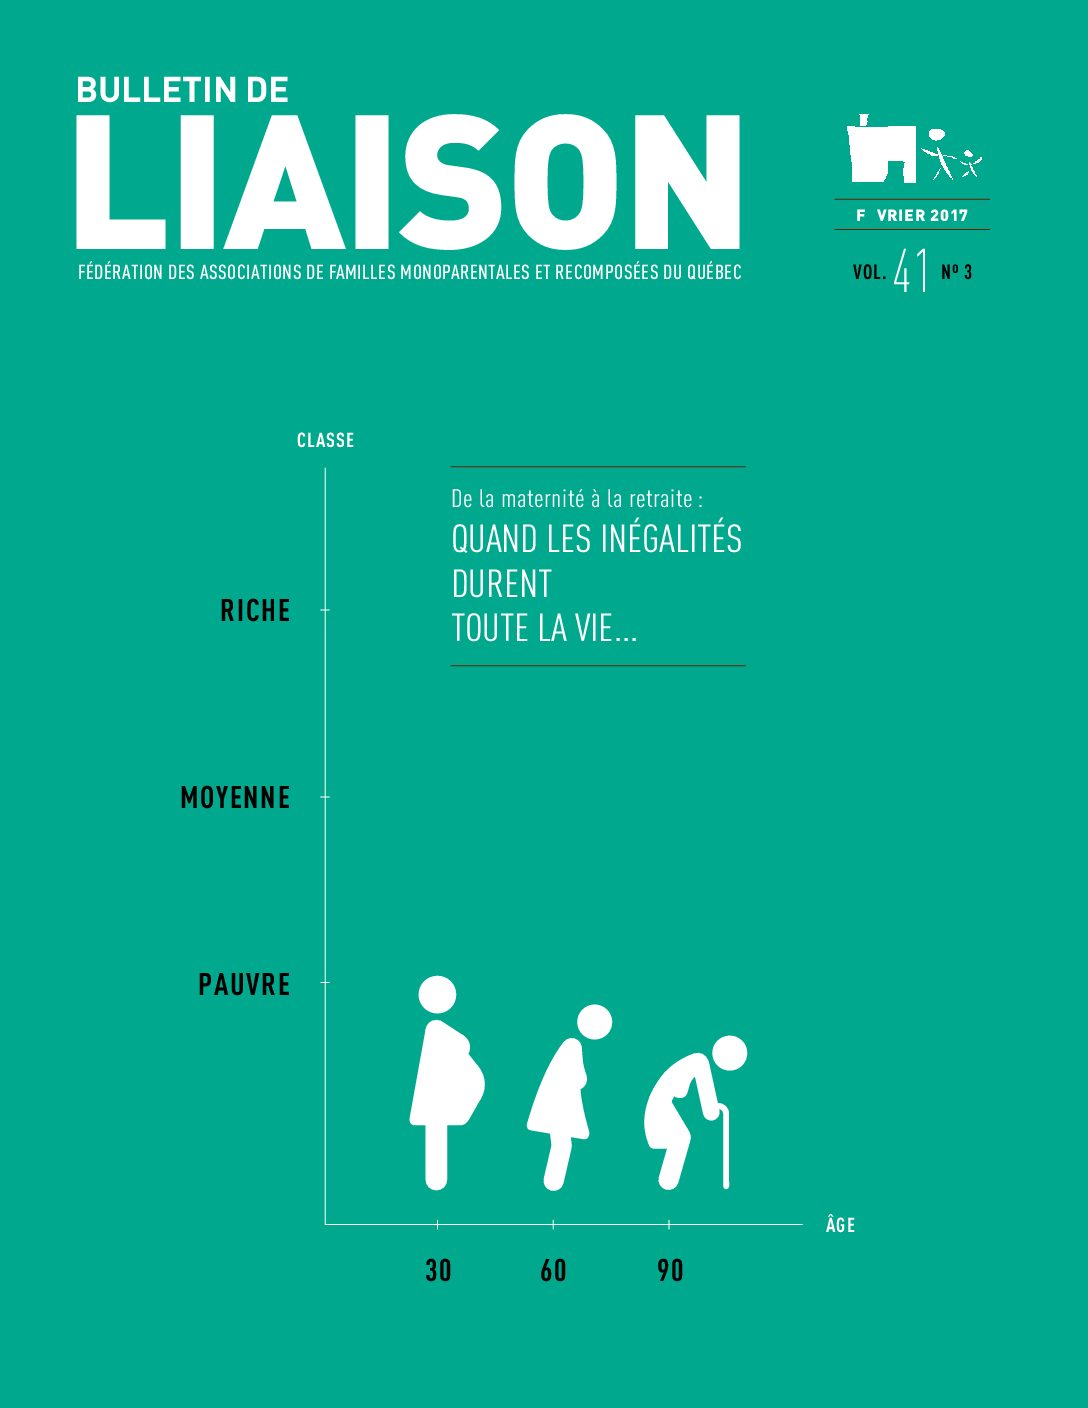 BULLETIN DE
LIAISON
FÉDÉRATION DES ASSOCIATIONS DE FAMILLES MONOPARENTALES ET RECOMPOSÉES DU QUÉBEC
F VRIER 2017
VOL. 41 Nº 3
CLASSE
De la maternité à la retraite :
QUAND LES INÉGALITÉS
DURENT
TOUTE LA VIE...
RICHE
MOYENNE
PAUVRE
ÂGE
30 60 90